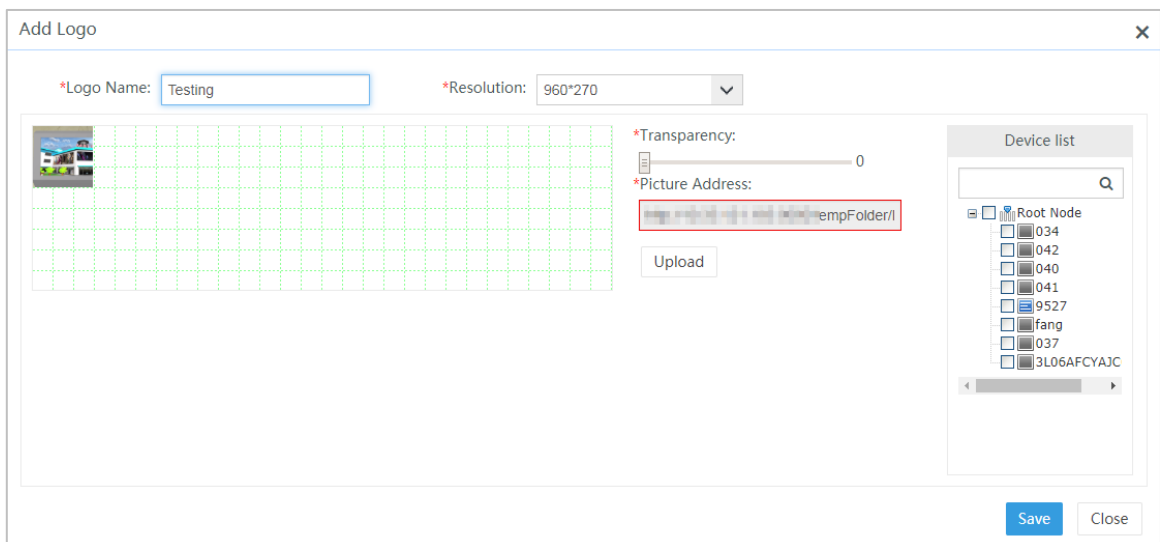 Add Logo
*Logo Name: Testing *Resolution: 960*270
*Transparency:
0
*Picture Address:
empFolder/l
Upload
Device list
Root Node
034
042
040
041
9527
fang
037
3L06AFCYAJC
Save Close